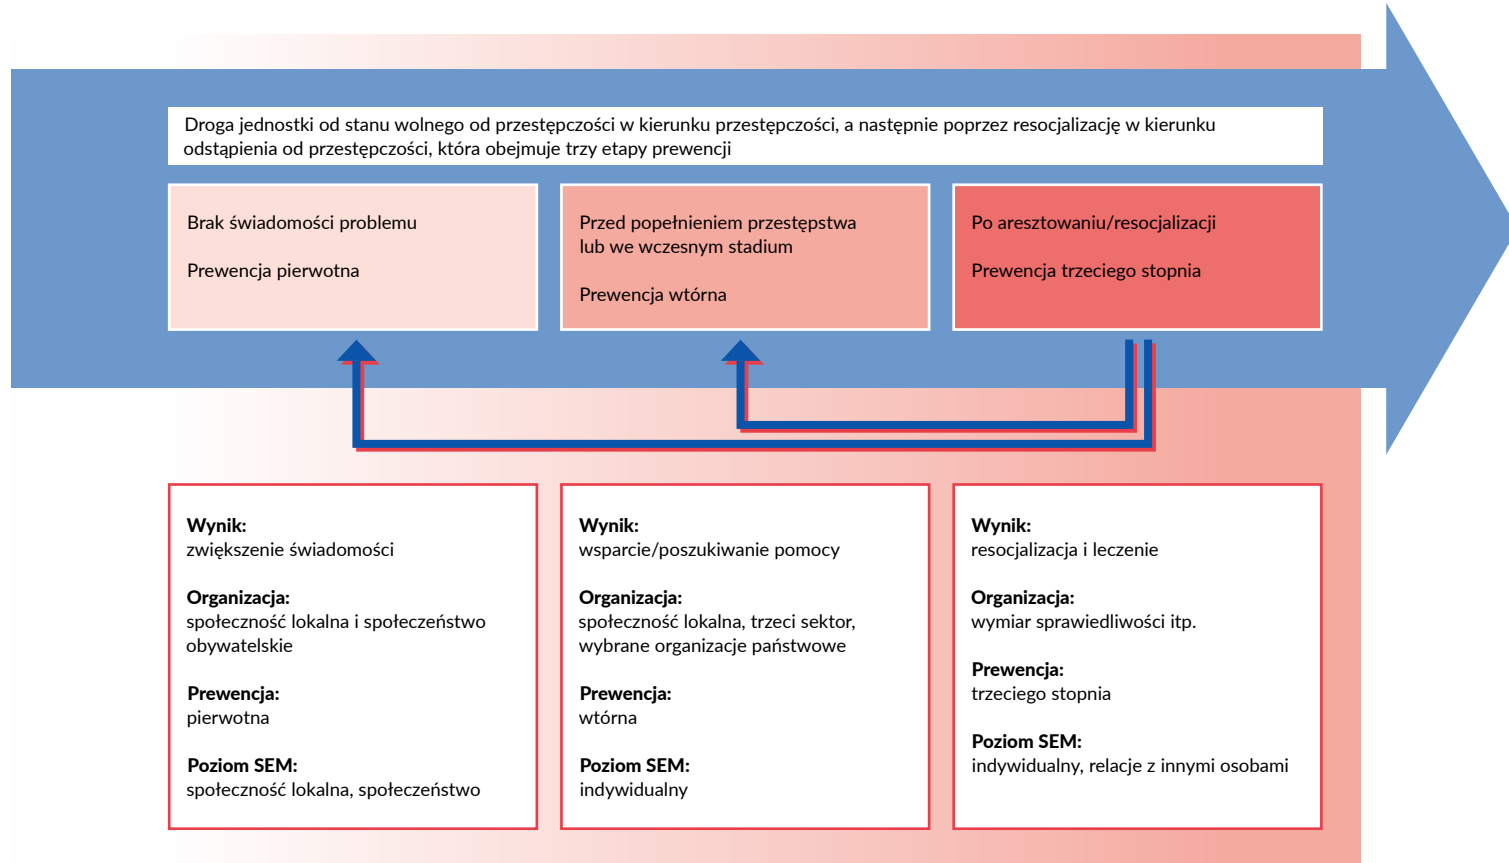 Droga jednostki od stanu wolnego od przestępczości w kierunku przestępczości, a następnie poprzez resocjalizację w kierunku
odstąpienia od przestępczości, która obejmuje trzy etapy prewencji
Brak świadomości problemu
Prewencja pierwotna
Przed popełnieniem przestępstwa
lub we wczesnym stadium
Prewencja wtórna
Po aresztowaniu/resocjalizacji
Prewencja trzeciego stopnia
Wynik:
zwiększenie świadomości
Organizacja:
społeczność lokalna i społeczeństwo
obywatelskie
Prewencja:
pierwotna
Poziom SEM:
społeczność lokalna, społeczeństwo
Wynik:
wsparcie/poszukiwanie pomocy
Organizacja:
społeczność lokalna, trzeci sektor,
wybrane organizacje państwowe
Prewencja:
wtórna
Poziom SEM:
indywidualny
Wynik:
resocjalizacja i leczenie
Organizacja:
wymiar sprawiedliwości itp.
Prewencja:
trzeciego stopnia
Poziom SEM:
indywidualny, relacje z innymi osobami